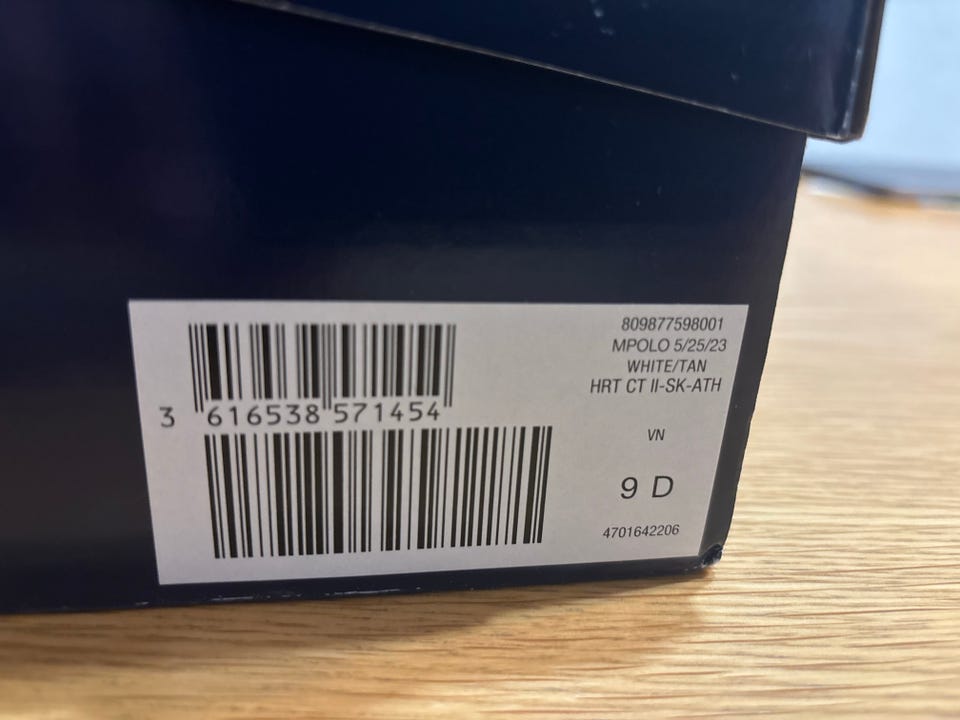 3 616538 571454
809877598001
MPOLO 5/25/23
WHITE/TAN
HRT CT II-SK-ATH
VN
9 D
4701642206